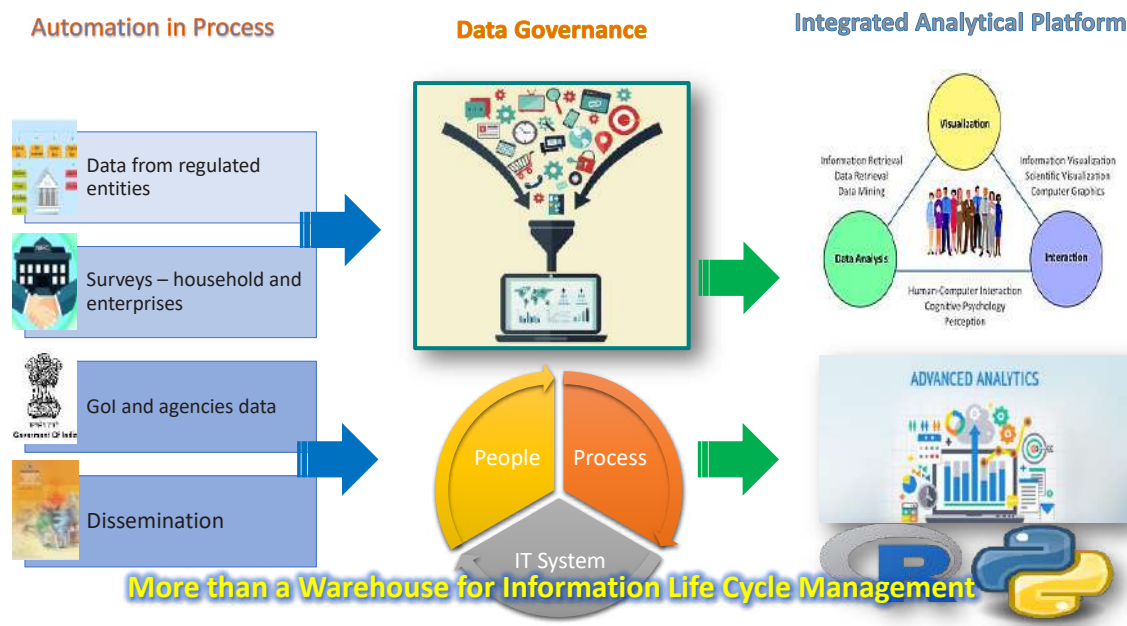 Automation in Process
Data Governance
Integrated Analytical Platform
Data from regulated
entities
Surveys – household and
enterprises
GoI and agencies data
Government Of India
Dissemination
People
Process
IT System
Visualization
Information Retrieval
Data Retrieval
Data Mining
Information Visualization
Scientific Visualization
Computer Graphics
Data Analysis
Interaction
Human-Computer Interaction
Cognitive Psychology
Perception
ADVANCED ANALYTICS
R
More than a Warehouse for Information Life Cycle Management